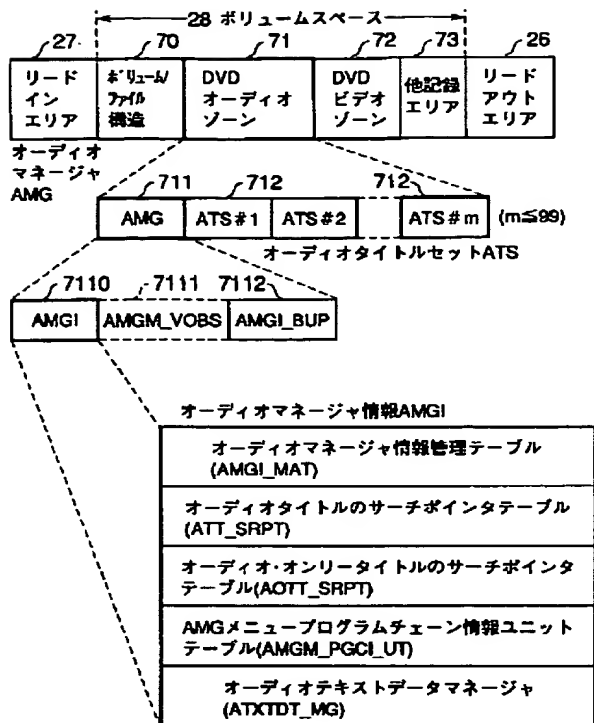 28 ボリュームスペース
27 70 71 72 73 26
リード
イン
エリア
ボリューム/
ファイル
構造
DVD
オーディオ
ゾーン
DVD
ビデオ
ゾーン
他記録
エリア
リード
アウト
エリア
オーディオ
マネージャ
AMG
711 712 712
AMG ATS#1 ATS#2 ATS#m (m≦99)
オーディオタイトルセットATS
7110 7111 7112
AMGI AMGM_VOBS AMGI_BUP
オーディオマネージャ情報AMGI
オーディオマネージャ情報管理テーブル
(AMGI_MAT)
オーディオタイトルのサーチポインタテーブル
(ATT_SRPT)
オーディオ・オンリータイトルのサーチポインタ
テーブル(AOTT_SRPT)
AMGメニュープログラムチェーン情報ユニット
テーブル(AMGM_PGCI_UT)
オーディオテキストデータマネージャ
(ATXTDT_MG)